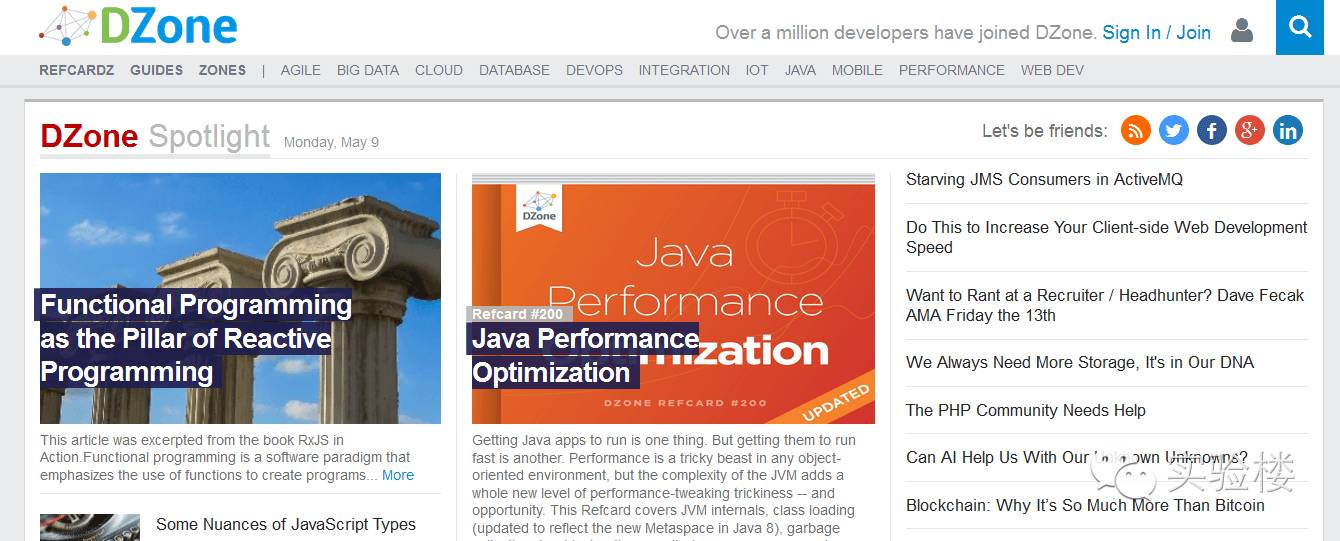 DZone
Over a million developers have joined DZone. Sign In / Join
REFCARDZ GUIDES ZONES | AGILE BIG DATA CLOUD DATABASE DEVOPS INTEGRATION IOT JAVA MOBILE PERFORMANCE WEB DEV
DZone Spotlight Monday, May 9
Let's be friends:
Functional Programming
as the Pillar of Reactive
Programming
This article was excerpted from the book RxJS in
Action.Functional programming is a software paradigm that
emphasizes the use of functions to create programs... More
Some Nuances of JavaScript Types
DZone
Java
Performance
Optimization
Refcard #200
Java Performance
Optimization
DZONE REFCARD #200
UPDATED
Getting Java apps to run is one thing. But getting them to run
fast is another. Performance is a tricky beast in any object-
oriented environment, but the complexity of the JVM adds a
whole new level of performance-tweaking trickiness -- and
opportunity. This Refcard covers JVM internals, class loading
(updated to reflect the new Metaspace in Java 8), garbage
Starving JMS Consumers in ActiveMQ
Do This to Increase Your Client-side Web Development
Speed
Want to Rant at a Recruiter / Headhunter? Dave Fecak
AMA Friday the 13th
We Always Need More Storage, It's in Our DNA
The PHP Community Needs Help
Can AI Help Us With Our Unknown Unknowns?
Blockchain: Why It's So Much More Than Bitcoin
实验楼